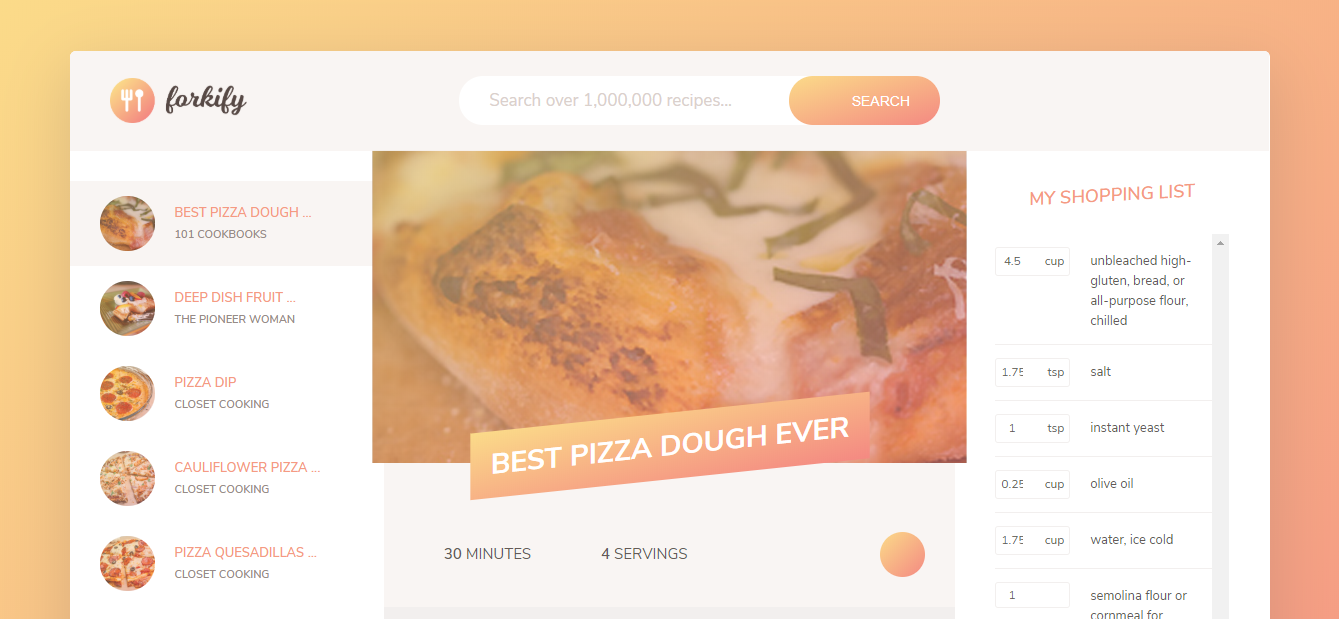 forkify
Search over 1,000,000 recipes...
SEARCH
BEST PIZZA DOUGH ...
101 COOKBOOKS
DEEP DISH FRUIT ...
THE PIONEER WOMAN
PIZZA DIP
CLOSET COOKING
CAULIFLOWER PIZZA ...
CLOSET COOKING
PIZZA QUESADILLAS ...
CLOSET COOKING
BEST PIZZA DOUGH EVER
30 MINUTES
4 SERVINGS
MY SHOPPING LIST
4.5 cup unbleached high-
gluten, bread, or
all-purpose flour,
chilled
1.75 tsp salt
1 tsp instant yeast
0.25 cup olive oil
1.75 cup water, ice cold
1 semolina flour or
cornmeal for